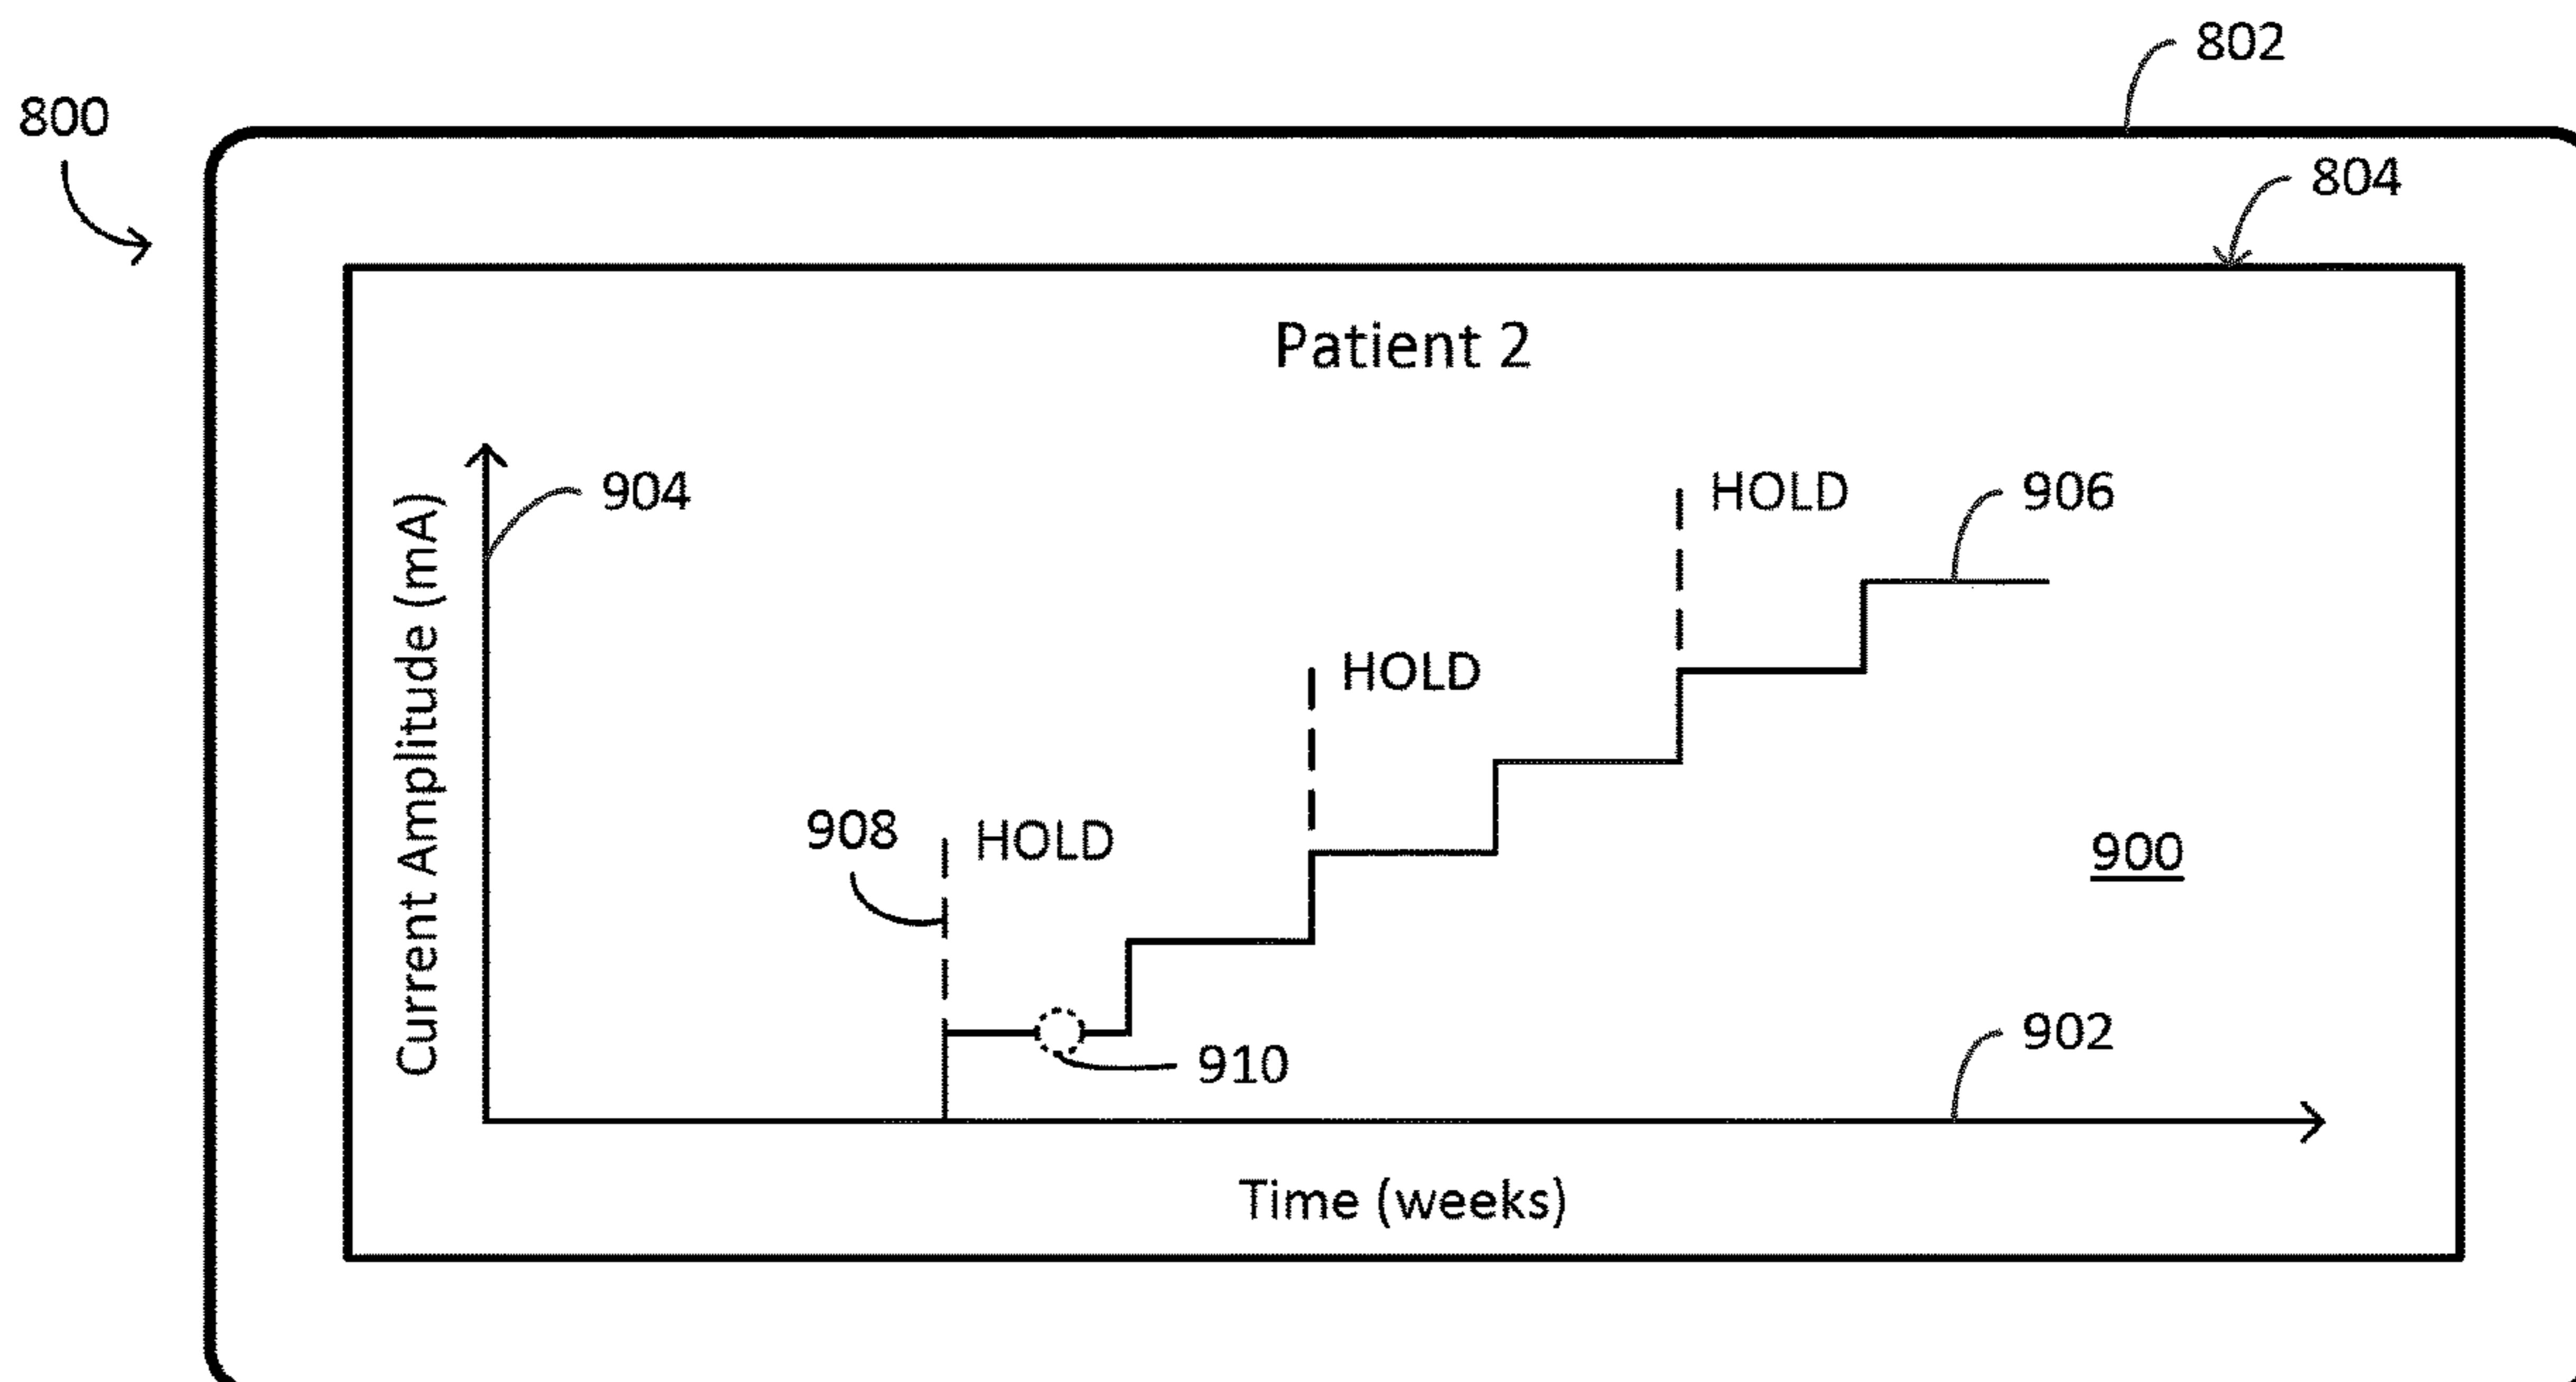 802
800
804
Patient 2
904
HOLD
906
Current Amplitude (mA)
HOLD
908
HOLD
900
910
902
Time (weeks)